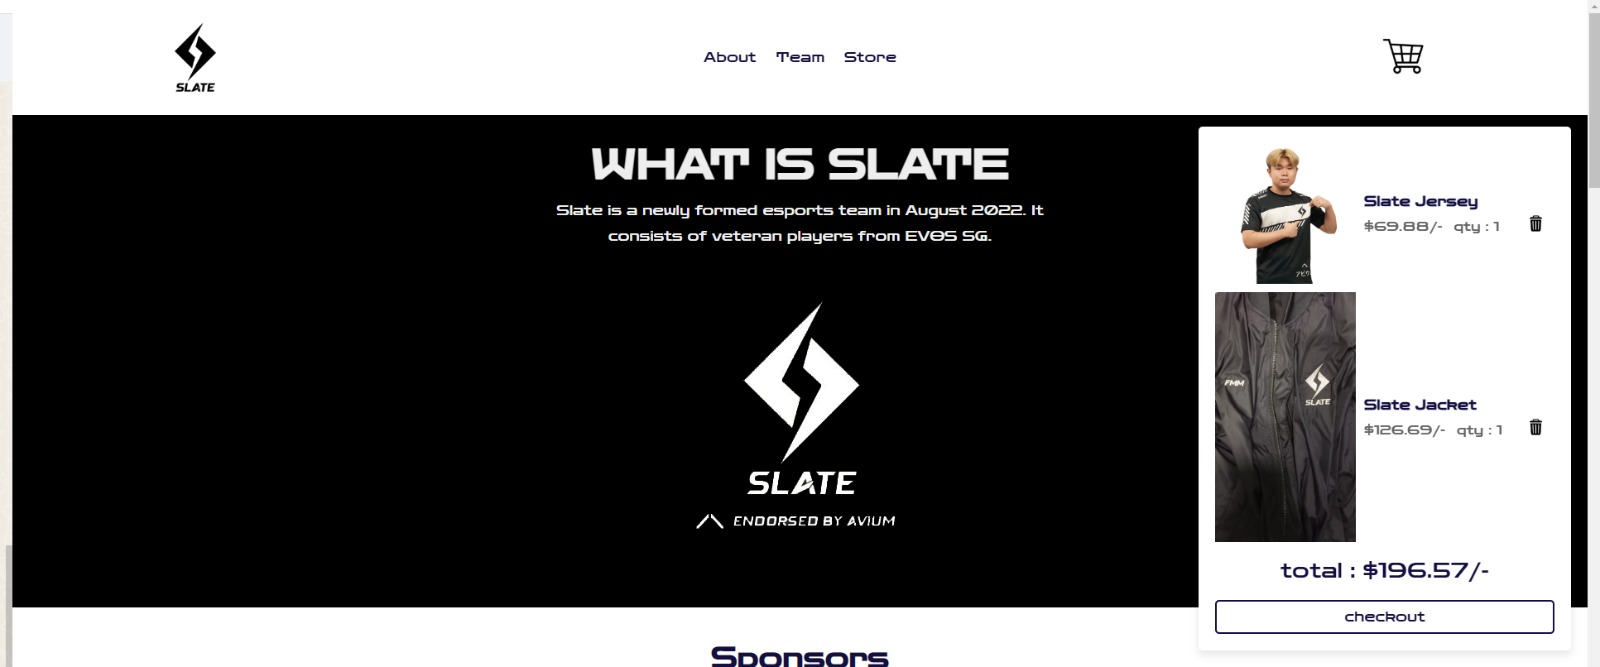 SLATE
About Team Store
WHAT IS SLATE
Slate is a newly formed esports team in August 2022. It
consists of veteran players from EVOS SG.
SLATE
ENDORSED BY AVIUM
Slate Jersey
$69.88/- qty : 1
FMM
SLATE
Slate Jacket
$126.69/- qty : 1
total : $196.57/-
checkout
Sponsors